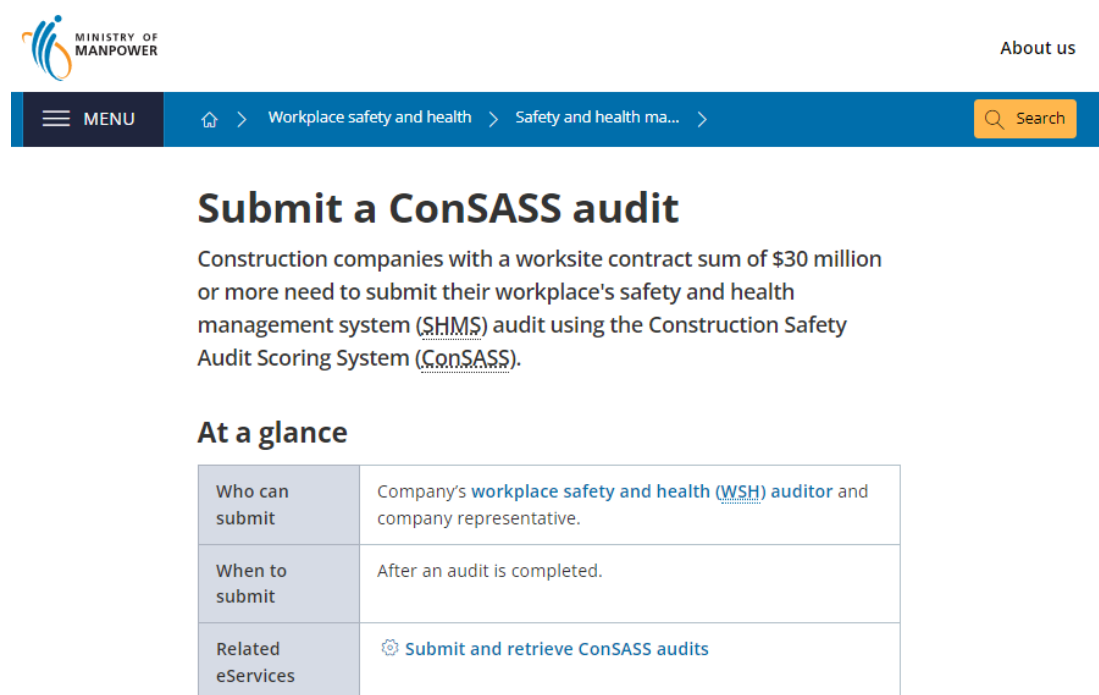 MINISTRY OF
MANPOWER
About us
MENU
Workplace safety and health
Safety and health ma...
Search
Submit a ConSASS audit
Construction companies with a worksite contract sum of $30 million
or more need to submit their workplace's safety and health
management system (SHMS) audit using the Construction Safety
Audit Scoring System (ConSASS).
At a glance
Who can
submit
Company's workplace safety and health (WSH) auditor and
company representative.
When to
submit
After an audit is completed.
Related
eServices
Submit and retrieve ConSASS audits